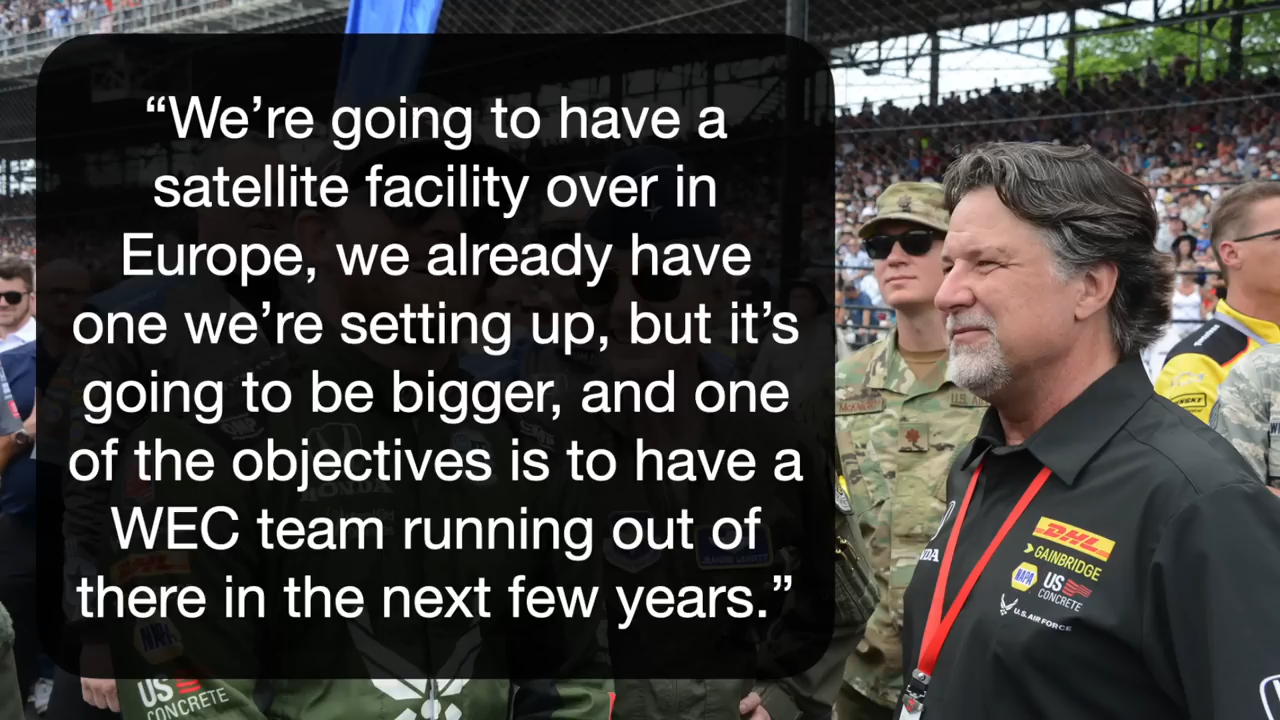 “We’re going to have a
satellite facility over in
Europe, we already have
one we’re setting up, but it’s
going to be bigger, and one
of the objectives is to have a
WEC team running out of
there in the next few years.”
DHL
GAINBRIDGE
NAPA
US
CONCRETE
U.S. AIR FORCE
US
CONCRETE